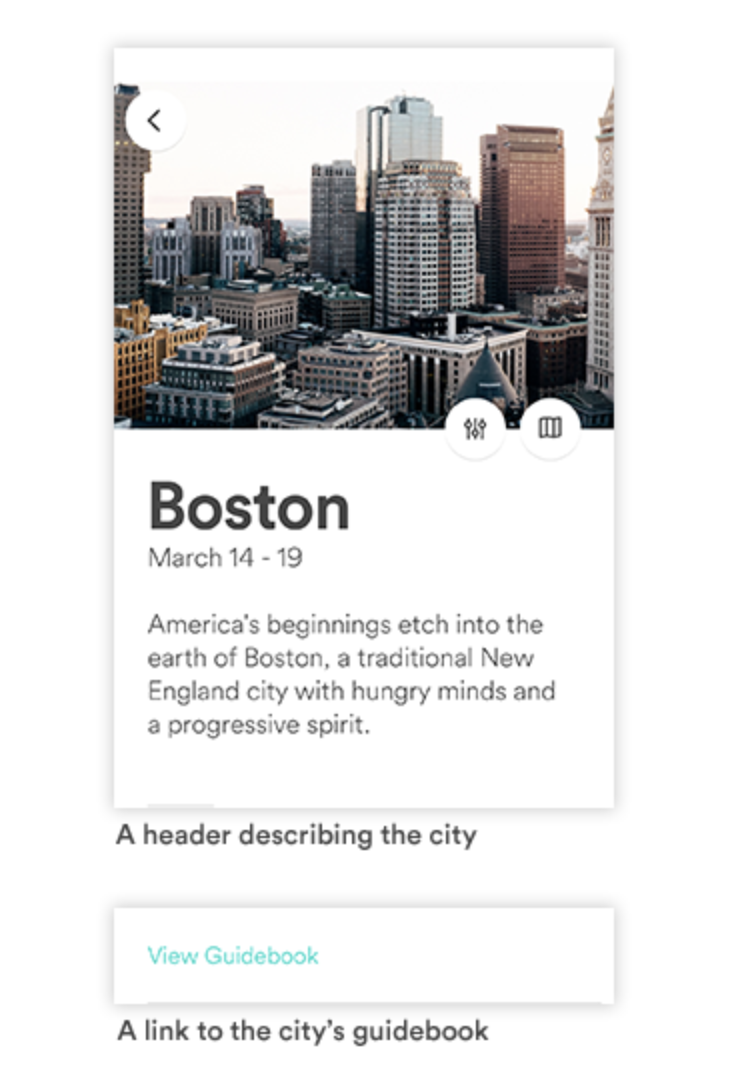 Boston
March 14 - 19
America's beginnings etch into the
earth of Boston, a traditional New
England city with hungry minds and
a progressive spirit.
A header describing the city
View Guidebook
A link to the city’s guidebook